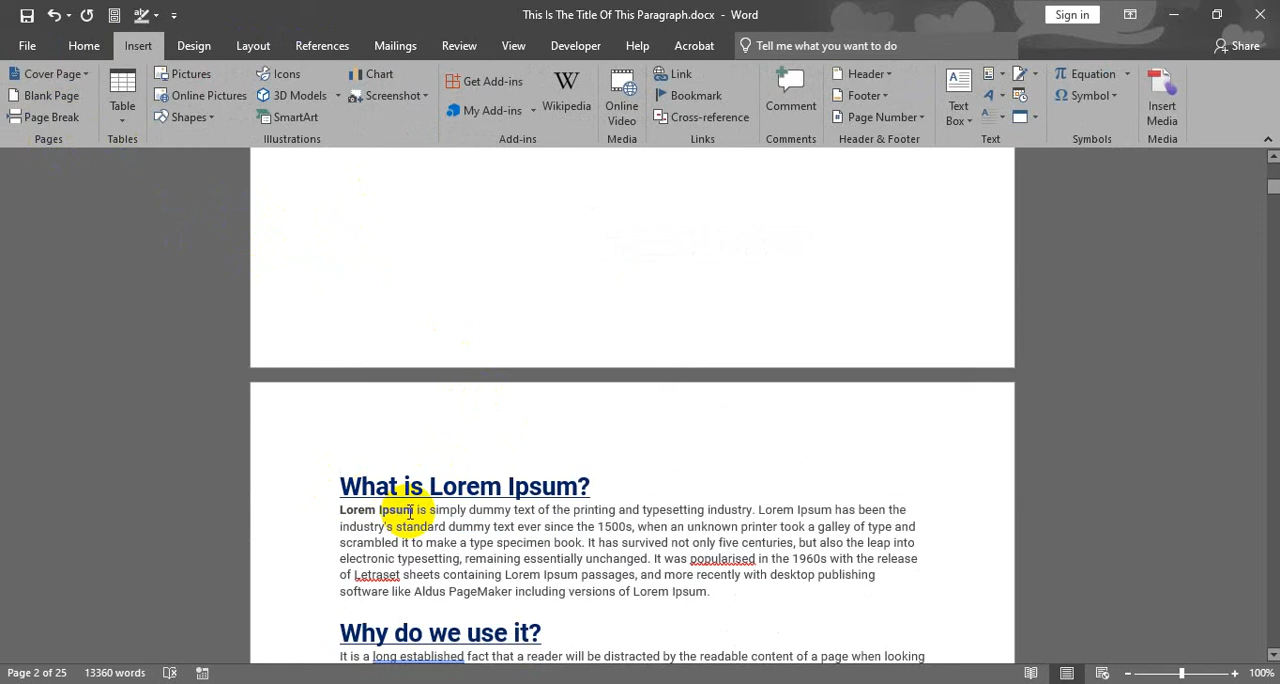 This Is The Title Of This Paragraph.docx - Word
Sign in
File Home Insert Design Layout References Mailings Review View Developer Help Acrobat Tell me what you want to do Share
Cover Page
Blank Page
Page Break
Pages
Table
Tables
Pictures
Online Pictures
Shapes
Icons
3D Models
SmartArt
Chart
Screenshot
Illustrations
Get Add-ins
My Add-ins
Wikipedia
Add-ins
Online
Video
Media
Link
Bookmark
Cross-reference
Links
Comment
Comments
Header
Footer
Page Number
Header & Footer
Text
Box
Text
Equation
Symbol
Symbols
Insert
Media
Media
What is Lorem Ipsum?
Lorem Ipsum is simply dummy text of the printing and typesetting industry. Lorem Ipsum has been the
industry's standard dummy text ever since the 1500s, when an unknown printer took a galley of type and
scrambled it to make a type specimen book. It has survived not only five centuries, but also the leap into
electronic typesetting, remaining essentially unchanged. It was popularised in the 1960s with the release
of Letraset sheets containing Lorem Ipsum passages, and more recently with desktop publishing
software like Aldus PageMaker including versions of Lorem Ipsum.
Why do we use it?
It is a long established fact that a reader will be distracted by the readable content of a page when looking
Page 2 of 25 13360 words 100%